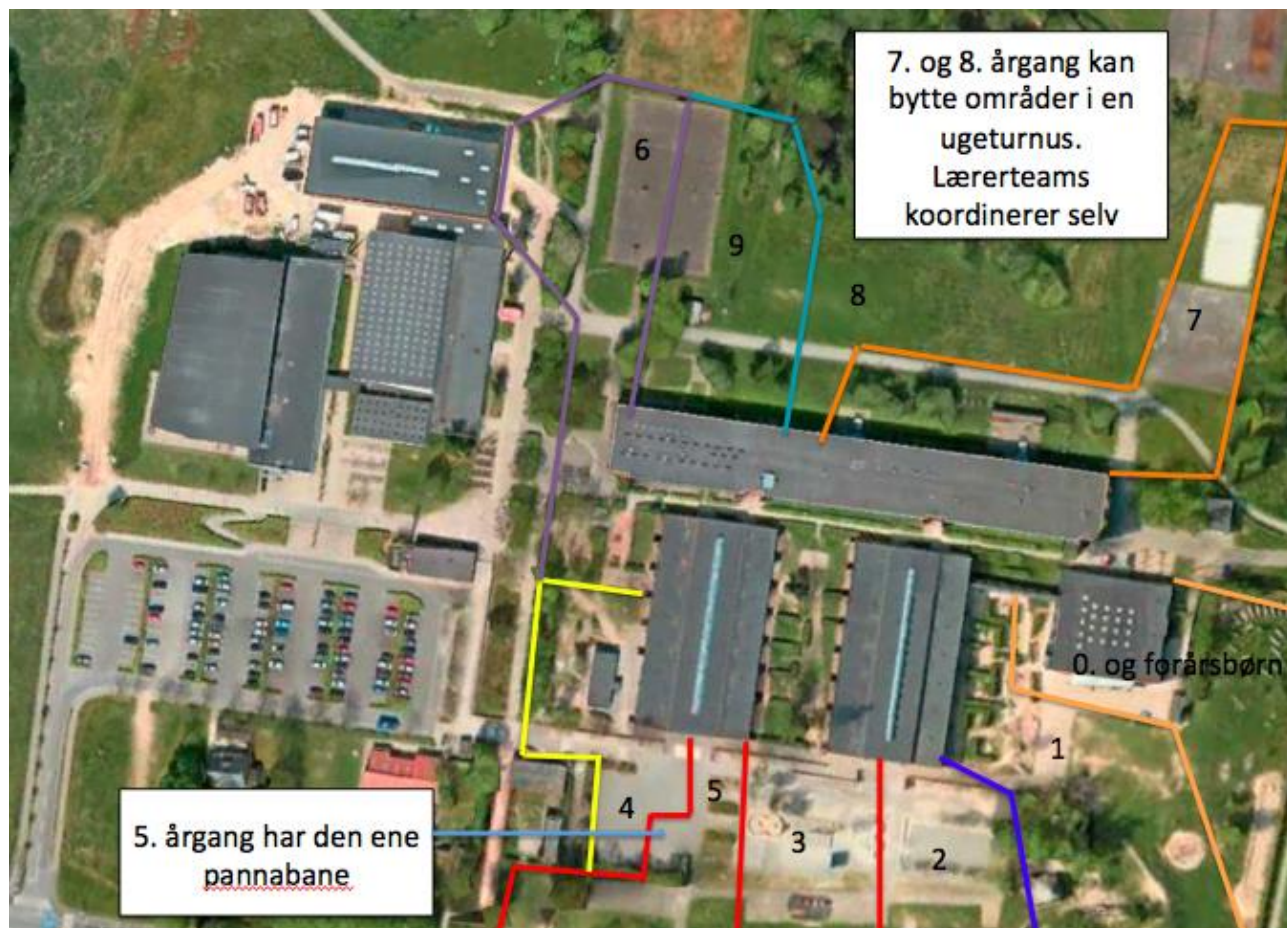 7. og 8. årgang kan
bytte områder i en
ugeturnus.
Lærerteams
koordinerer selv
6
9
8
7
0. og forårsbørn
1
4
5
3
2
5. årgang har den ene
pannabane